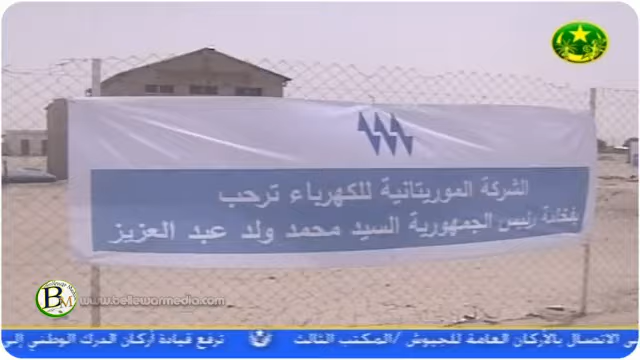 الشركة الموريتانية للكهرباء ترحب
بفخامة رئيس الجمهورية السيد محمد ولد عبد العزيز
BM www.bellewarmedia.com
الاتصال بالأركان العامة للجيوش /المكتب الثالث ترفع قيادة أركان الدرك الوطني إلى